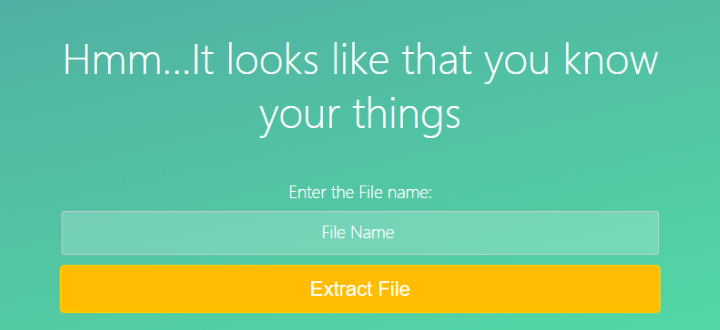 Hmm...It looks like that you know
your things
Enter the File name:
File Name
Extract File